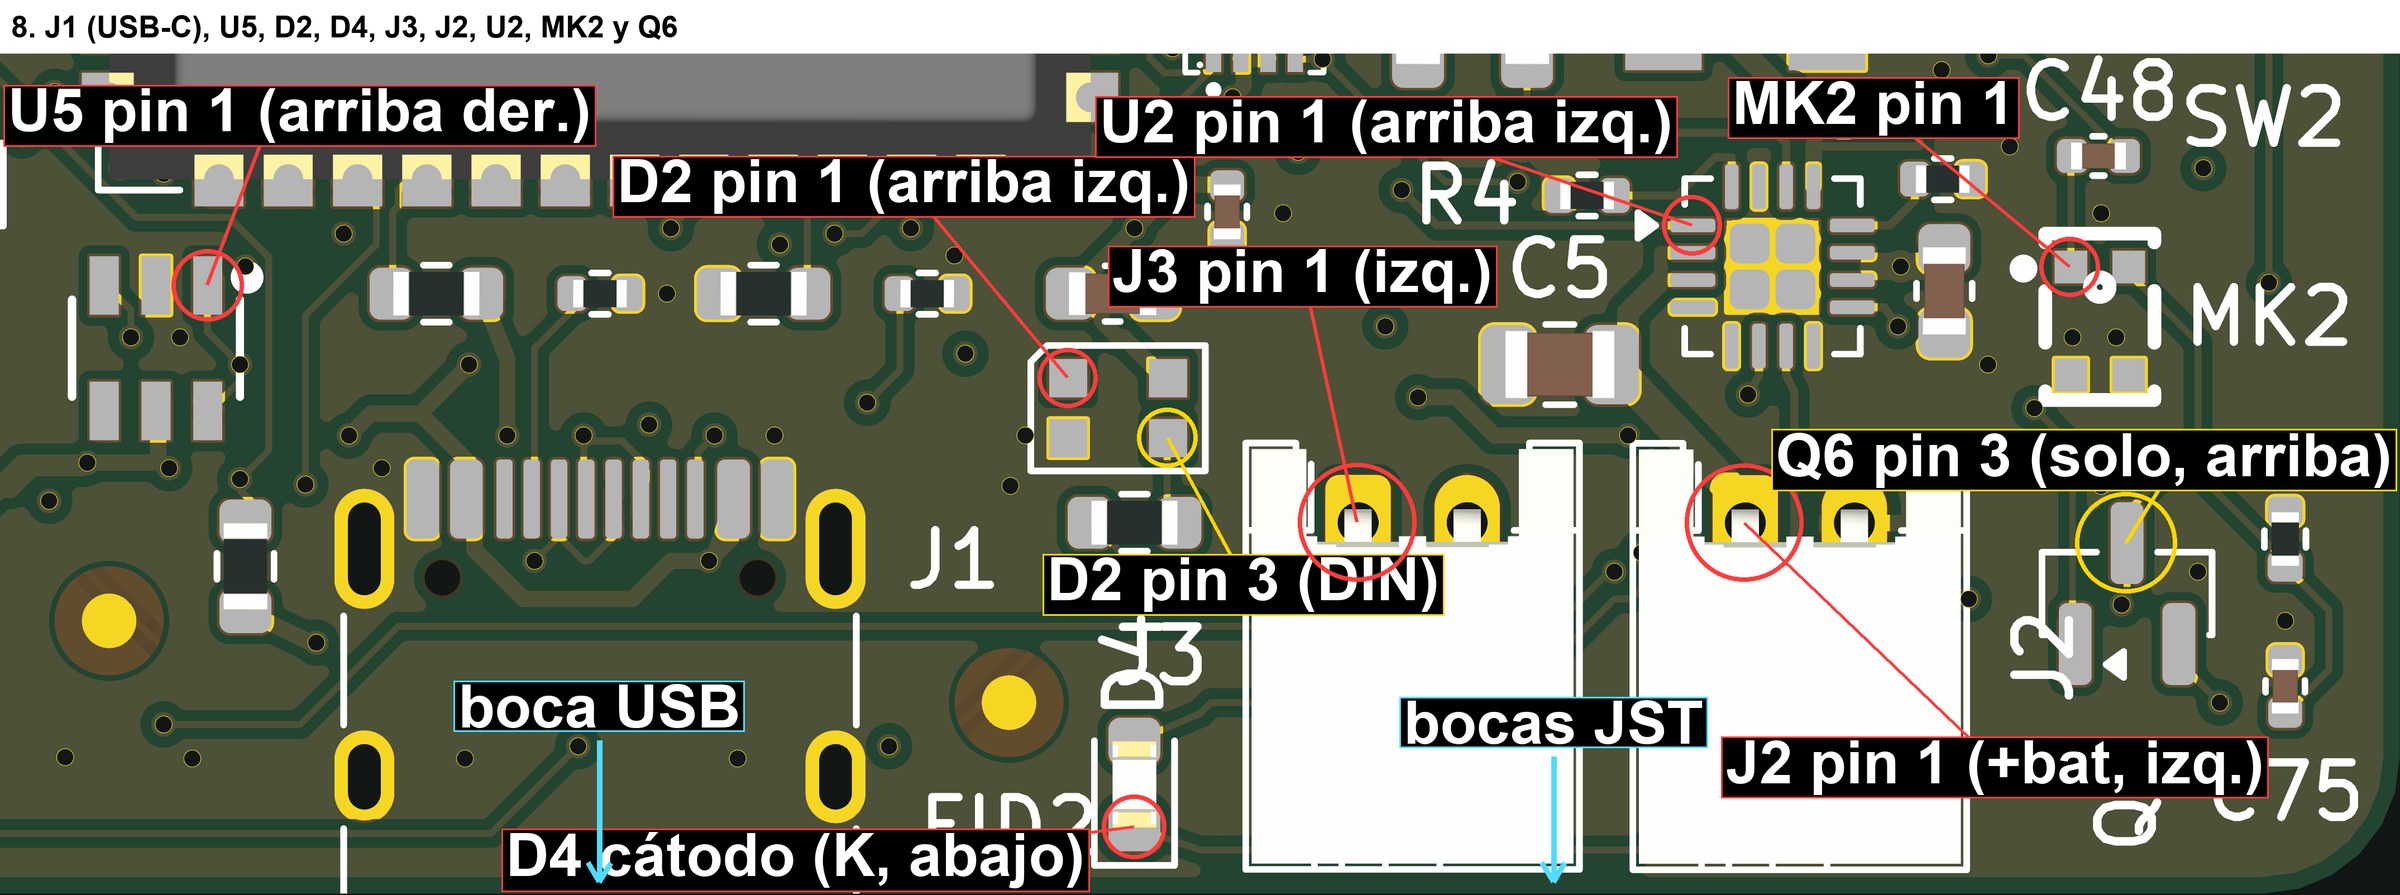 8. J1 (USB-C), U5, D2, D4, J3, J2, U2, MK2 y Q6
C48
SW2
MK2 pin 1
U5 pin 1 (arriba der.)
U2 pin 1 (arriba izq.)
D2 pin 1 (arriba izq.)
R4
J3 pin 1 (izq.)
C5
MK2
Q6 pin 3 (solo, arriba)
J1
D2 pin 3 (DIN)
J3
D4
J2
boca USB
bocas JST
J2 pin 1 (+bat, izq.)
C75
FID2
D4 cátodo (K, abajo)